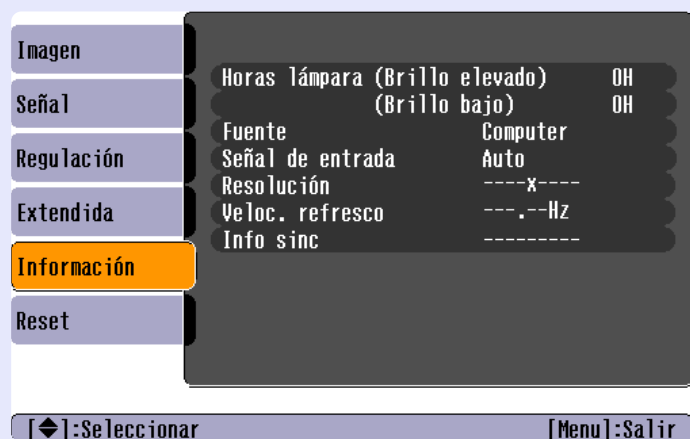 Imagen
Señal
Regulación
Extendida
Información
Reset
Horas lámpara (Brillo elevado) 0H
(Brillo bajo) 0H
Fuente Computer
Señal de entrada Auto
Resolución ----x----
Veloc. refresco ---.--Hz
Info sinc ---------
[◆]:Seleccionar [Menu]:Salir